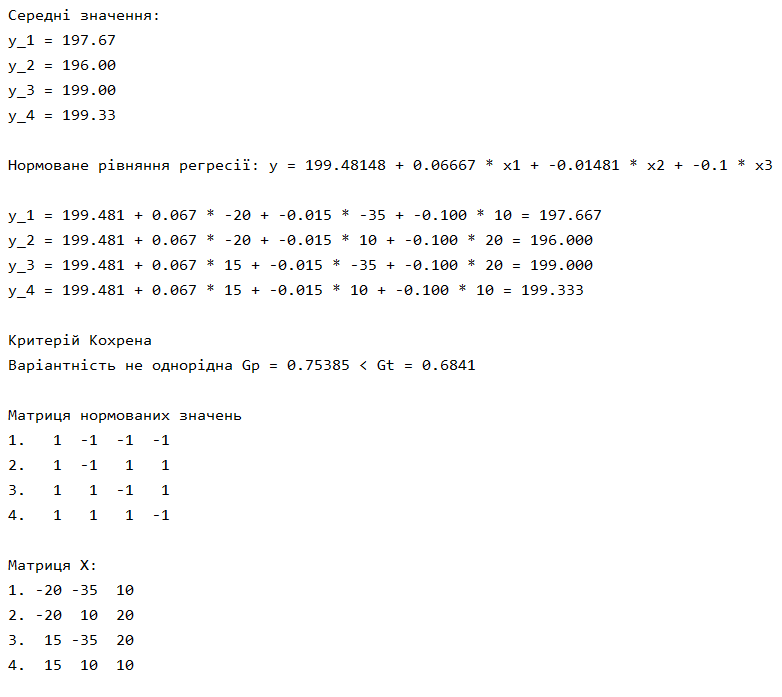 Середні значення:
y_1 = 197.67
y_2 = 196.00
y_3 = 199.00
y_4 = 199.33
Нормоване рівняння регресії: y = 199.48148 + 0.06667 * x1 + -0.01481 * x2 + -0.1 * x3
y_1 = 199.481 + 0.067 * -20 + -0.015 * -35 + -0.100 * 10 = 197.667
y_2 = 199.481 + 0.067 * -20 + -0.015 * 10 + -0.100 * 20 = 196.000
y_3 = 199.481 + 0.067 * 15 + -0.015 * -35 + -0.100 * 20 = 199.000
y_4 = 199.481 + 0.067 * 15 + -0.015 * 10 + -0.100 * 10 = 199.333
Критерій Кохрена
Варіантність не однорідна Gp = 0.75385 < Gt = 0.6841
Матриця нормованих значень
1.   1  -1  -1  -1
2.   1  -1   1   1
3.   1   1  -1   1
4.   1   1   1  -1
Матриця X:
1. -20 -35  10
2. -20  10  20
3.  15 -35  20
4.  15  10  10